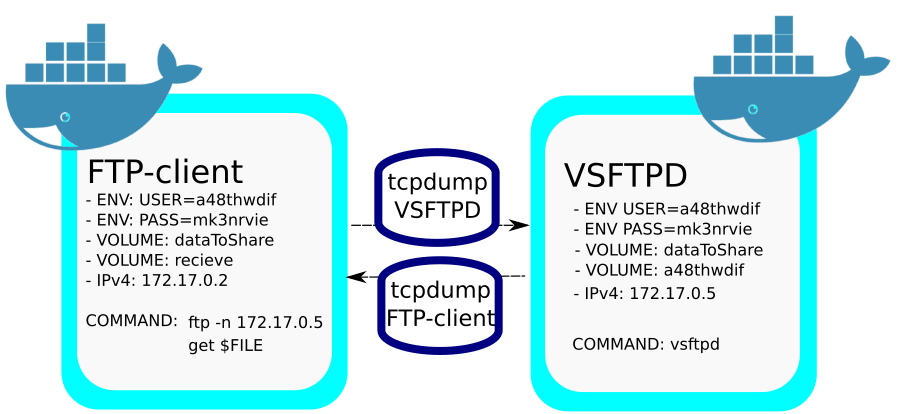 FTP-client
- ENV: USER=a48thwdif
- ENV: PASS=mk3nrvie
- VOLUME: dataToShare
- VOLUME: recieve
- IPv4: 172.17.0.2
COMMAND: ftp -n 172.17.0.5
get $FILE
tcpdump
VSFTPD
tcpdump
FTP-client
VSFTPD
- ENV USER=a48thwdif
- ENV PASS=mk3nrvie
- VOLUME: dataToShare
- VOLUME: a48thwdif
- IPv4: 172.17.0.5
COMMAND: vsftpd